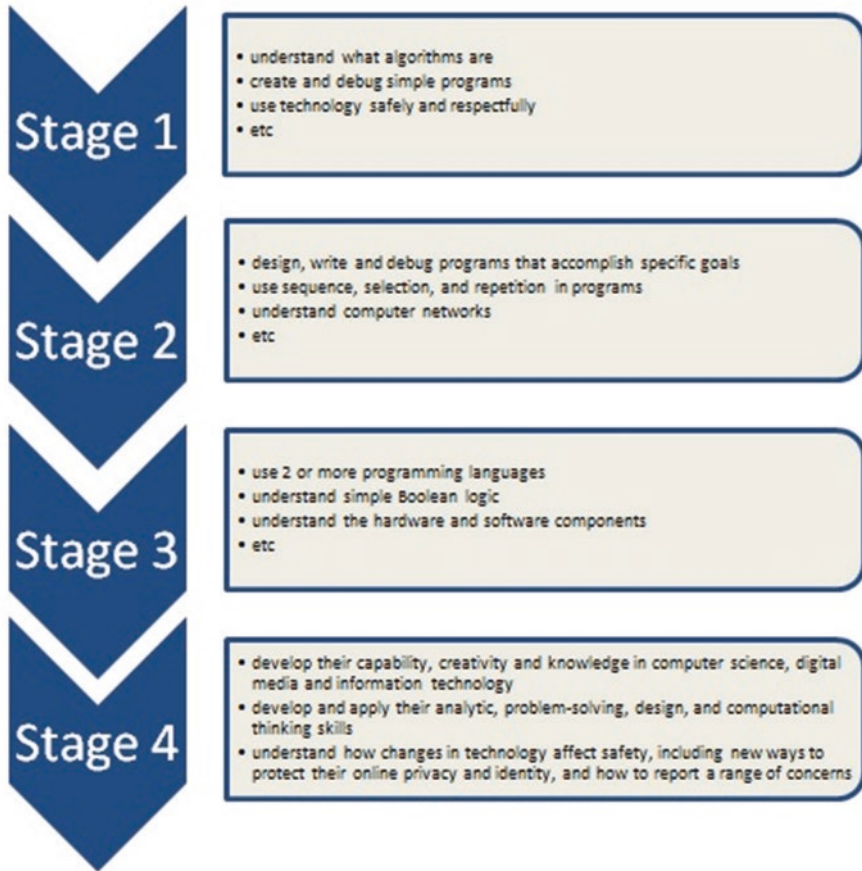 Stage 1
• understand what algorithms are
• create and debug simple programs
• use technology safely and respectfully
• etc
Stage 2
• design, write and debug programs that accomplish specific goals
• use sequence, selection, and repetition in programs
• understand computer networks
• etc
Stage 3
• use 2 or more programming languages
• understand simple Boolean logic
• understand the hardware and software components
• etc
Stage 4
• develop their capability, creativity and knowledge in computer science, digital
media and information technology
• develop and apply their analytic, problem-solving, design, and computational
thinking skills
• understand how changes in technology affect safety, including new ways to
protect their online privacy and identity, and how to report a range of concerns